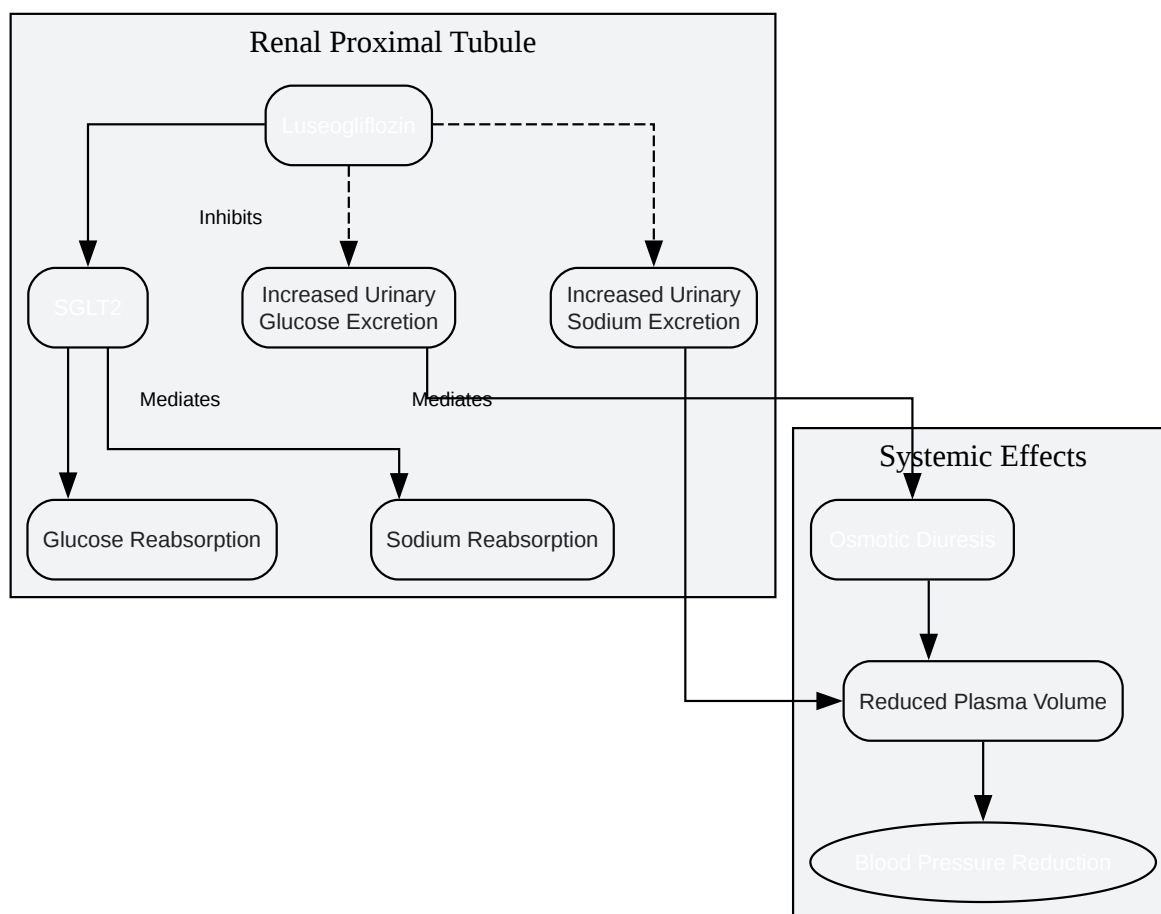 Renal Proximal Tubule
Luseogliflozin
Inhibits
SGLT2
Increased Urinary
Glucose Excretion
Increased Urinary
Sodium Excretion
Mediates
Mediates
Glucose Reabsorption
Sodium Reabsorption
Systemic Effects
Osmotic Diuresis
Reduced Plasma Volume
Blood Pressure Reduction